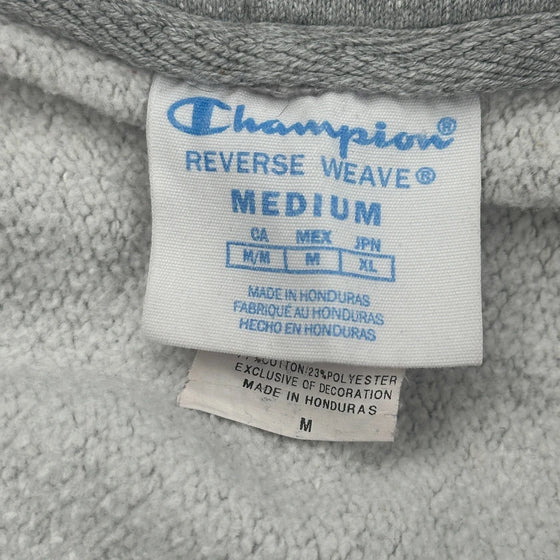 Champion®
REVERSE WEAVE®
MEDIUM
CA MEX JPN
M/M M XL
MADE IN HONDURAS
FABRIQUÉ AU HONDURAS
HECHO EN HONDURAS
COTTON/23%POLYESTER
EXCLUSIVE OF DECORATION
MADE IN HONDURAS
M